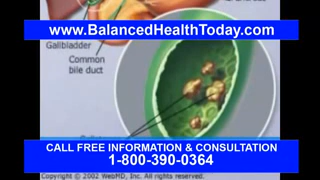 www.BalancedHealthToday.com
Gallbladder
Common
bile duct
CALL FREE INFORMATION & CONSULTATION
1-800-390-0364
Copyright © 2002 WebMD, Inc. All rights reserved.